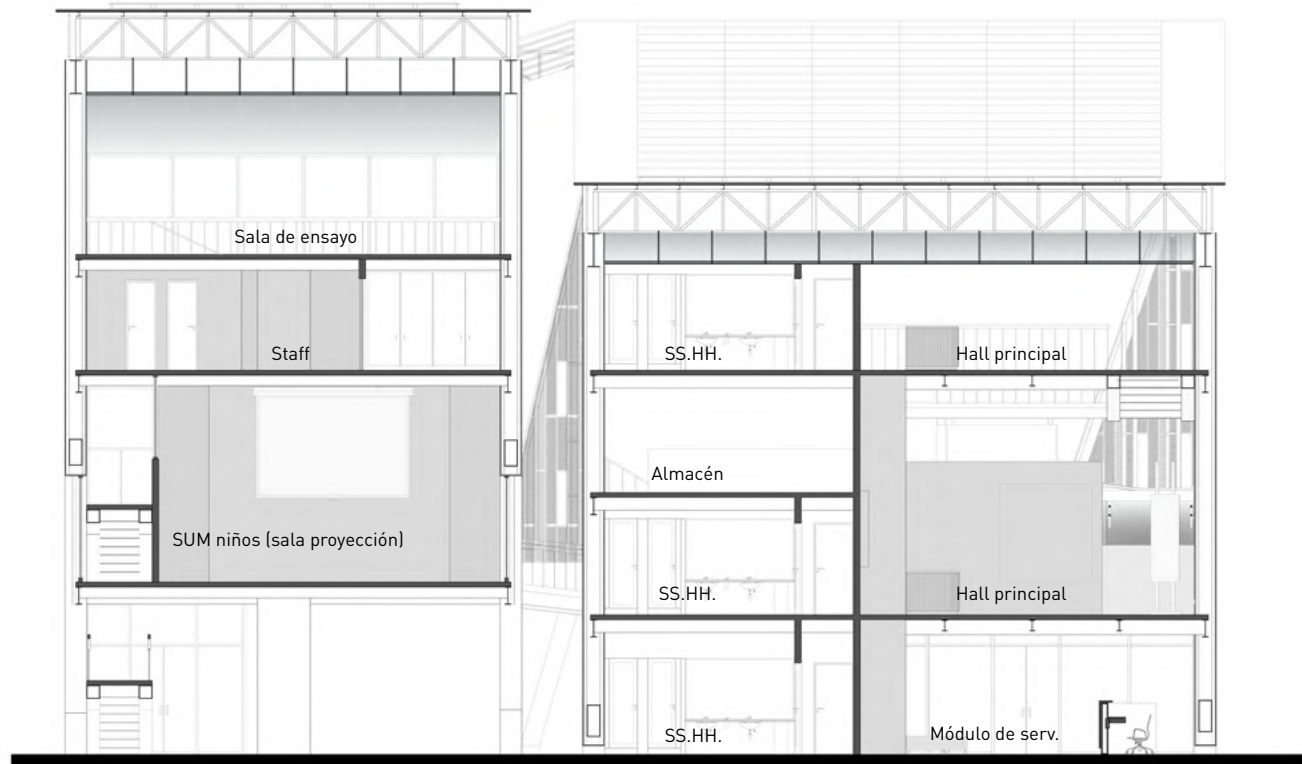 Sala de ensayo
Staff
SUM niños (sala proyección)
SS.HH.
Hall principal
Almacén
SS.HH.
Hall principal
SS.HH.
Módulo de serv.